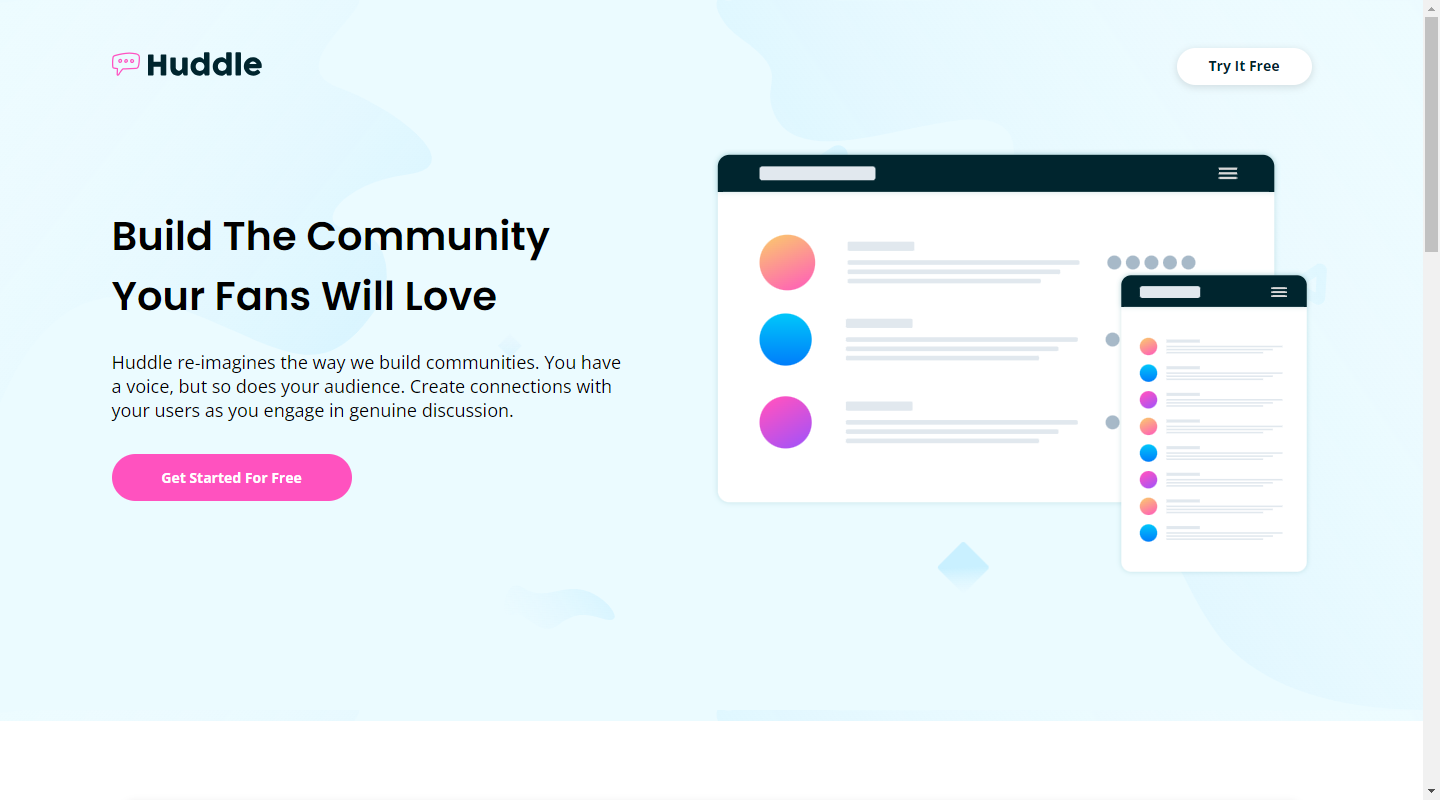 Huddle
Try It Free
Build The Community
Your Fans Will Love
Huddle re-imagines the way we build communities. You have
a voice, but so does your audience. Create connections with
your users as you engage in genuine discussion.
Get Started For Free